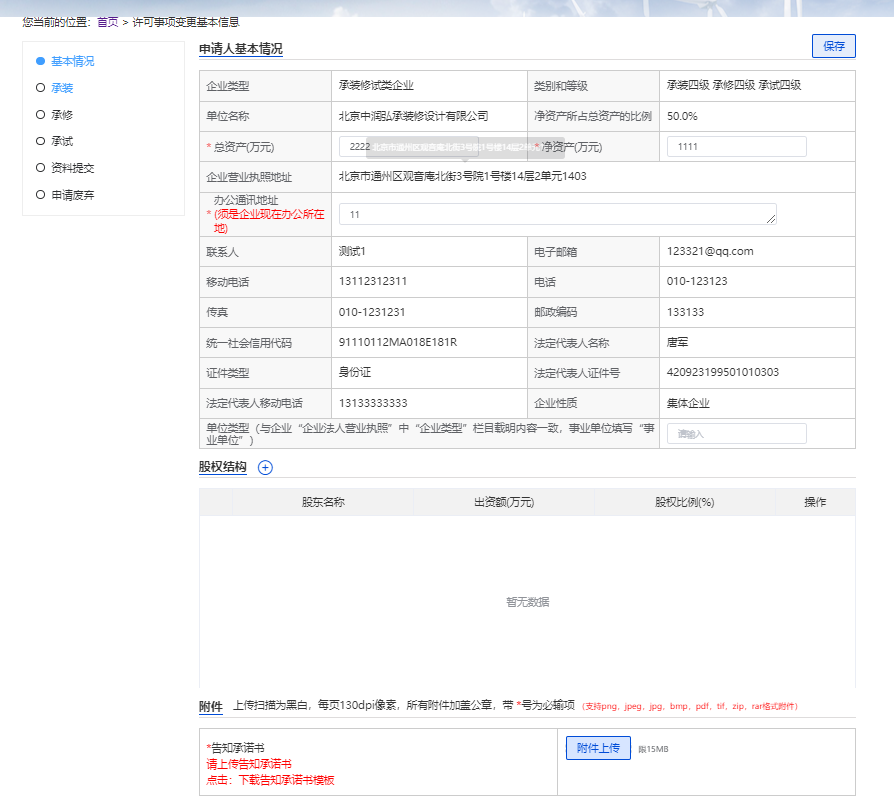 您当前的位置：首页 > 许可事项变更基本信息
基本情况
承装
承修
承试
资料提交
申请废弃
申请人基本情况
保存
企业类型 承装修试类企业 类别和等级 承装四级 承修四级 承试四级
单位名称 北京中润弘承装修设计有限公司 净资产所占总资产的比例 50.0%
* 总资产(万元) 2222 * 净资产(万元) 1111
北京市通州区观音庵北街3号院1号楼14层2单元
企业营业执照地址 北京市通州区观音庵北街3号院1号楼14层2单元1403
办公通讯地址
* (须是企业现在办公所在
地)
11
联系人 测试1 电子邮箱 123321@qq.com
移动电话 13112312311 电话 010-123123
传真 010-1231231 邮政编码 133133
统一社会信用代码 91110112MA018E181R 法定代表人名称 唐军
证件类型 身份证 法定代表人证件号 420923199501010303
法定代表人移动电话 13133333333 企业性质 集体企业
单位类型（与企业“企业法人营业执照”中“企业类型”栏目载明内容一致，事业单位填写“事
业单位”）
请输入
股权结构
股东名称 出资额(万元) 股权比例(%) 操作
暂无数据
附件 上传扫描为黑白，每页130dpi像素，所有附件加盖公章，带 *号为必输项 （支持png，jpeg，jpg，bmp，pdf，tif，zip，rar格式附件）
*告知承诺书
请上传告知承诺书
点击：下载告知承诺书模板
附件上传 限15MB